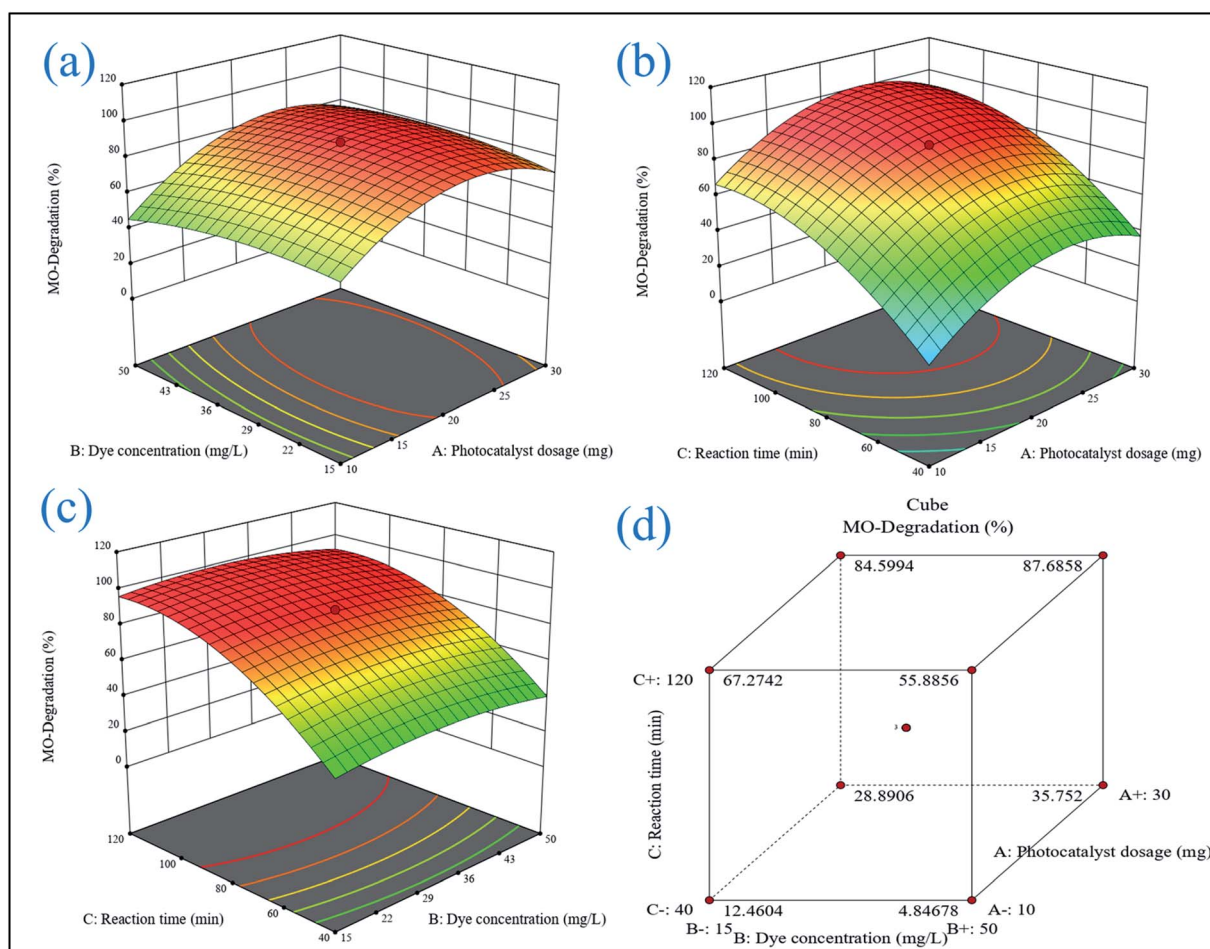 (a)
120
100
80
60
40
20
0
MO-Degradation (%)
50
43
36
29
22
15
10
15
20
25
30
B: Dye concentration (mg/L)
A: Photocatalyst dosage (mg)
(b)
120
100
80
60
40
20
0
MO-Degradation (%)
120
100
80
60
40
10
15
20
25
30
C: Reaction time (min)
A: Photocatalyst dosage (mg)
(c)
120
100
80
60
40
20
0
MO-Degradation (%)
120
100
80
60
40
15
22
29
36
43
50
C: Reaction time (min)
B: Dye concentration (mg/L)
(d)
Cube
MO-Degradation (%)
84.5994
87.6858
C+: 120
67.2742
55.8856
3
C: Reaction time (min)
28.8906
35.752
A+: 30
A: Photocatalyst dosage (mg)
C-: 40
12.4604
4.84678
A-: 10
B-: 15
B+: 50
B: Dye concentration (mg/L)